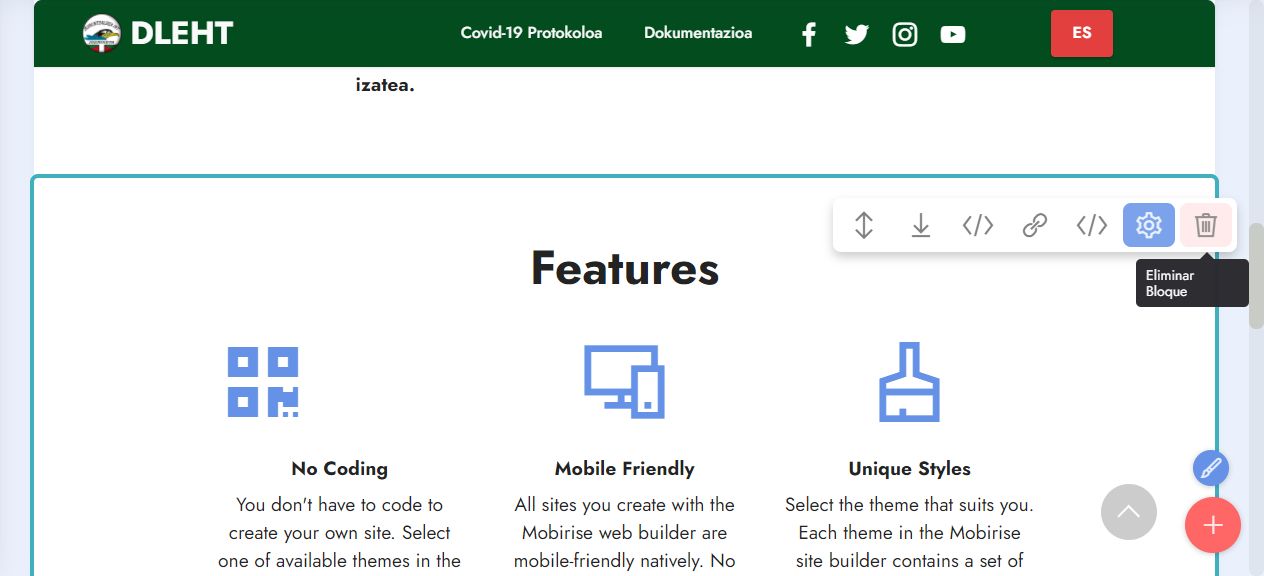 DLEHT
Covid-19 Protokoloa
Dokumentazioa
ES
izatea.
Eliminar
Bloque
Features
No Coding
You don't have to code to
create your own site. Select
one of available themes in the
Mobile Friendly
All sites you create with the
Mobirise web builder are
mobile-friendly natively. No
Unique Styles
Select the theme that suits you.
Each theme in the Mobirise
site builder contains a set of